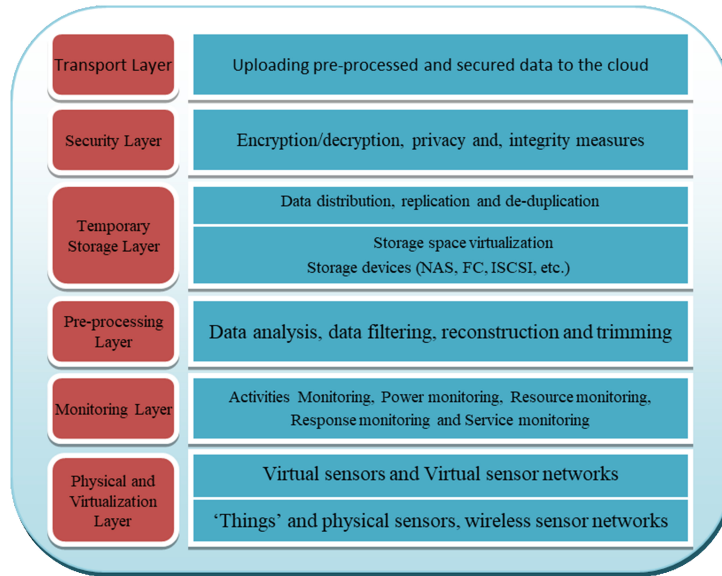 Transport Layer
Uploading pre-processed and secured data to the cloud
Security Layer
Encryption/decryption, privacy and, integrity measures
Temporary
Storage Layer
Data distribution, replication and de-duplication
Storage space virtualization
Storage devices (NAS, FC, ISCSI, etc.)
Pre-processing
Layer
Data analysis, data filtering, reconstruction and trimming
Monitoring Layer
Activities Monitoring, Power monitoring, Resource monitoring,
Response monitoring and Service monitoring
Physical and
Virtualization
Layer
Virtual sensors and Virtual sensor networks
‘Things’ and physical sensors, wireless sensor networks